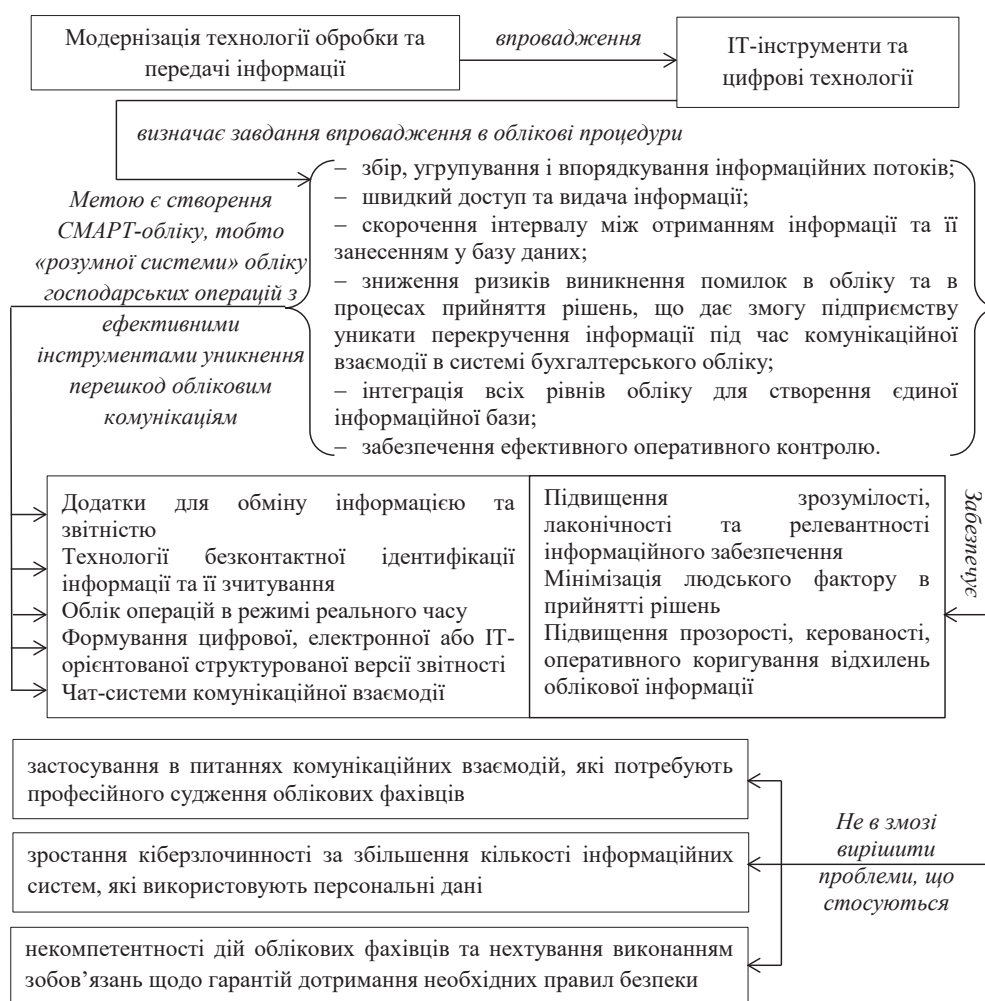 Модернізація технології обробки та
передачі інформації
впровадження
ІТ-інструменти та
цифрові технології
визначає завдання впровадження в облікові процедури
Метою є створення
СМАРТ-обліку, тобто
«розумної системи» обліку
господарських операцій з
ефективними
інструментами уникнення
перешкод обліковим
комунікаціям
– збір, угрупування і впорядкування інформаційних потоків;
– швидкий доступ та видача інформації;
– скорочення інтервалу між отриманням інформації та її
занесенням у базу даних;
– зниження ризиків виникнення помилок в обліку та в
процесах прийняття рішень, що дає змогу підприємству
уникати перекручення інформації під час комунікаційної
взаємодії в системі бухгалтерського обліку;
– інтеграція всіх рівнів обліку для створення єдиної
інформаційної бази;
– забезпечення ефективного оперативного контролю.
Додатки для обміну інформацією та
звітністю
Технології безконтактної ідентифікації
інформації та її зчитування
Облік операцій в режимі реального часу
Формування цифрової, електронної або ІТ-
орієнтованої структурованої версії звітності
Чат-системи комунікаційної взаємодії
Підвищення зрозумілості,
лаконічності та релевантності
інформаційного забезпечення
Мінімізація людського фактору в
прийнятті рішень
Підвищення прозорості, керованості,
оперативного коригування відхилень
облікової інформації
Забезпечує
застосування в питаннях комунікаційних взаємодій, які потребують
професійного судження облікових фахівців
зростання кіберзлочинності за збільшення кількості інформаційних
систем, які використовують персональні дані
некомпетентності дій облікових фахівців та нехтування виконанням
зобов’язань щодо гарантій дотримання необхідних правил безпеки
Не в змозі
вирішити
проблеми, що
стосуються